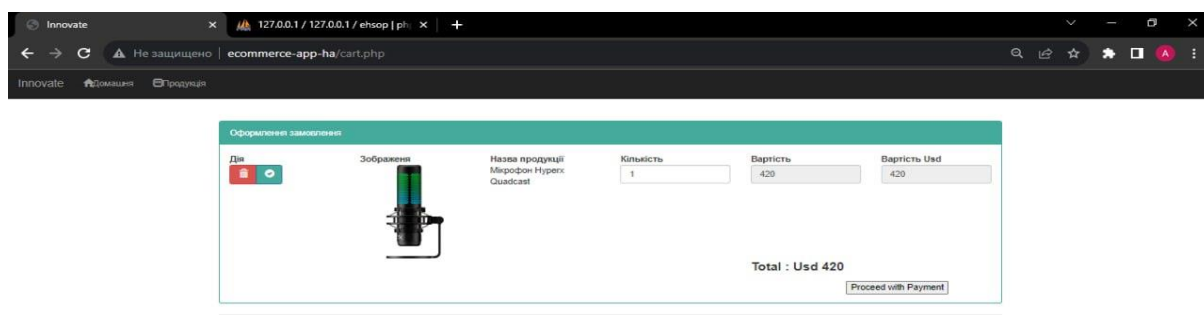 Innovate
127.0.0.1 / 127.0.0.1 / ehsop | ph
Не защищено
ecommerce-app-ha/cart.php
A
Innovate
Домашня
Продукція
Оформлення замовлення
Дія
Зображеня
Назва продукції
Кількість
Вартість
Вартість Usd
Мікрофон Hyperx
Quadcast
1
420
420
Total : Usd 420
Proceed with Payment